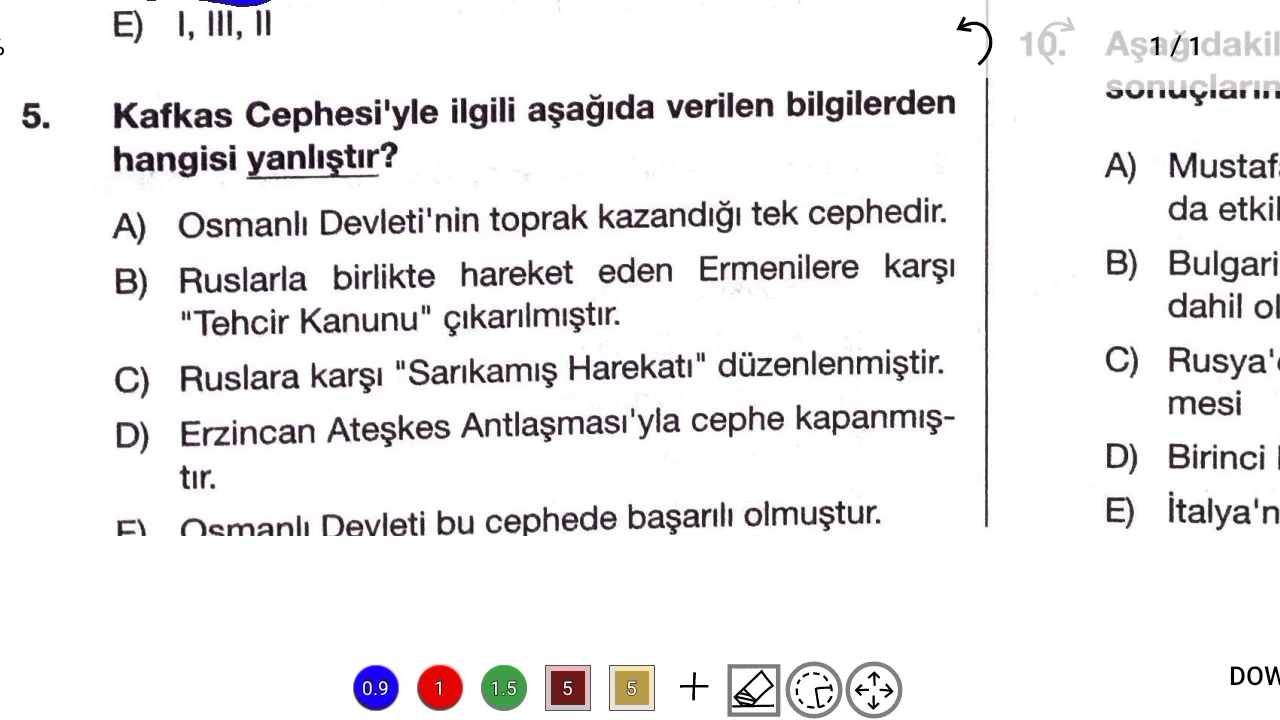 E) I, III, II
5. Kafkas Cephesi'yle ilgili aşağıda verilen bilgilerden
hangisi yanlıştır?
A) Osmanlı Devleti'nin toprak kazandığı tek cephedir.
B) Ruslarla birlikte hareket eden Ermenilere karşı
"Tehcir Kanunu" çıkarılmıştır.
C) Ruslara karşı "Sarıkamış Harekatı" düzenlenmiştir.
D) Erzincan Ateşkes Antlaşması'yla cephe kapanmış-
tır.
E) Osmanlı Devleti bu cephede başarılı olmuştur.
10. Aşağıdakil
sonuçların
A) Mustafa
da etkil
B) Bulgari
dahil ol
C) Rusya'
mesi
D) Birinci
E) İtalya'n
1 / 1
0.9 1 1.5 5 5
DOW